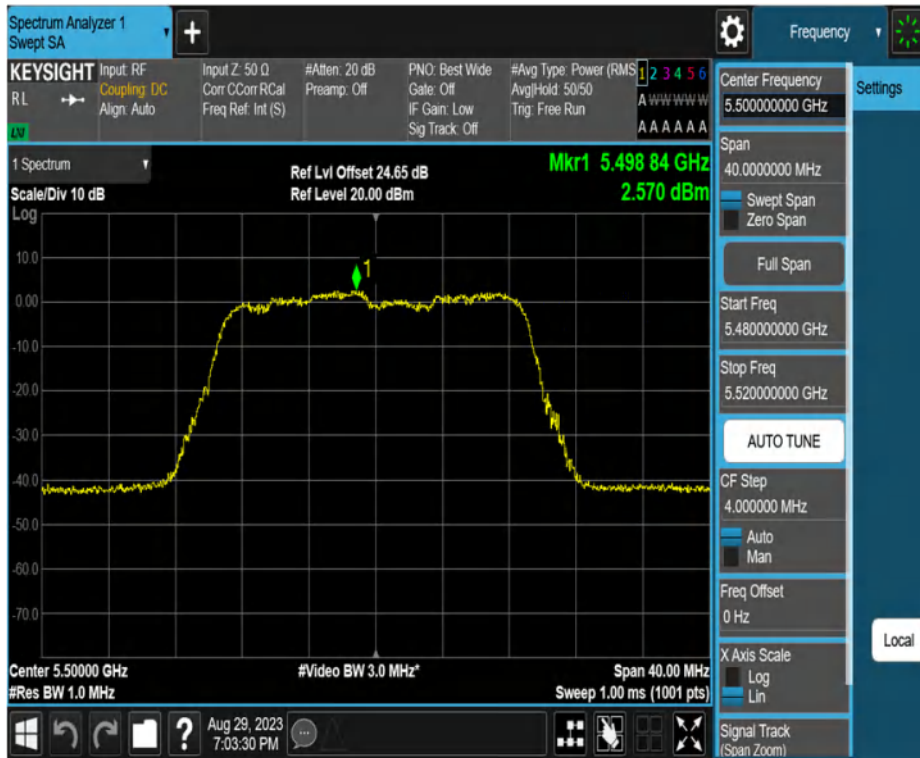 Spectrum Analyzer 1
Swept SA
+
Frequency
KEYSIGHT
RL
LXI
Input: RF
Coupling: DC
Align: Auto
Input Z: 50 Ω
Corr CCorr RCal
Freq Ref: Int (S)
#Atten: 20 dB
Preamp: Off
PNO: Best Wide
Gate: Off
IF Gain: Low
Sig Track: Off
#Avg Type: Power (RMS
Avg|Hold: 50/50
Trig: Free Run
1 2 3 4 5 6
A W W W W W
A A A A A A
1 Spectrum
Scale/Div 10 dB
Log
Ref Lvl Offset 24.65 dB
Ref Level 20.00 dBm
Mkr1 5.498 84 GHz
2.570 dBm
1
10.0
0.00
-10.0
-20.0
-30.0
-40.0
-50.0
-60.0
-70.0
Center 5.50000 GHz
#Res BW 1.0 MHz
#Video BW 3.0 MHz*
Span 40.00 MHz
Sweep 1.00 ms (1001 pts)
?
Aug 29, 2023
7:03:30 PM
Center Frequency
5.500000000 GHz
Span
40.0000000 MHz
Swept Span
Zero Span
Full Span
Start Freq
5.480000000 GHz
Stop Freq
5.520000000 GHz
AUTO TUNE
CF Step
4.000000 MHz
Auto
Man
Freq Offset
0 Hz
X Axis Scale
Log
Lin
Signal Track
(Span Zoom)
Settings
Local